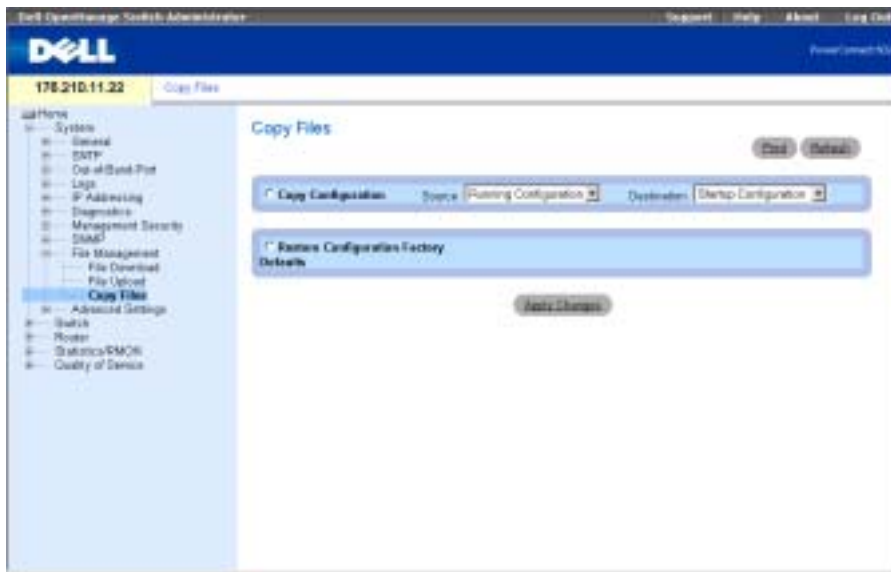 Dell OpenManage Switch Administrator
Support Help About Log Out
DELL
PowerConnect
176.210.11.22
Copy Files
Home
System
General
SNTP
Out-of-Band-Port
Logs
IP Addressing
Diagnostics
Management Security
SNMP
File Management
File Download
File Upload
Copy Files
Advanced Settings
Switch
Router
Statistics/RMON
Quality of Service
Copy Files
Print Refresh
Copy Configuration Source Running Configuration Destination Startup Configuration
Restore Configuration Factory
Defaults
Apply Changes